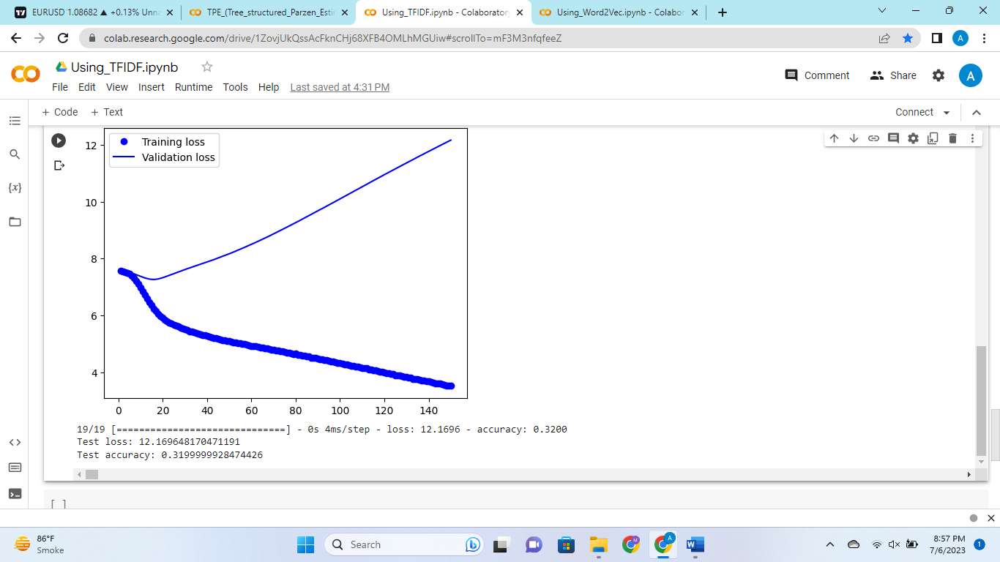 EURUSD 1.08682 ▲ +0.13% Unna
TPE_(Tree_structured_Parzen_Esti
Using_TFIDF.ipynb - Colaboratory
Using_Word2Vec.ipynb - Colabor
colab.research.google.com/drive/1ZovjUkQssAcFknCHj68XFB4OMLhMGUiw#scrollTo=mF3M3nfqfeeZ
A
Using_TFIDF.ipynb
Comment
Share
A
File Edit View Insert Runtime Tools Help Last saved at 4:31 PM
+ Code + Text
Connect
{x}
Training loss
Validation loss
12
10
8
6
4
0 20 40 60 80 100 120 140
19/19 [==============================] - 0s 4ms/step - loss: 12.1696 - accuracy: 0.3200
Test loss: 12.169648170471191
Test accuracy: 0.3199999928474426
[ ]
86°F
Smoke
Search
M
A
W
8:57 PM
7/6/2023
1